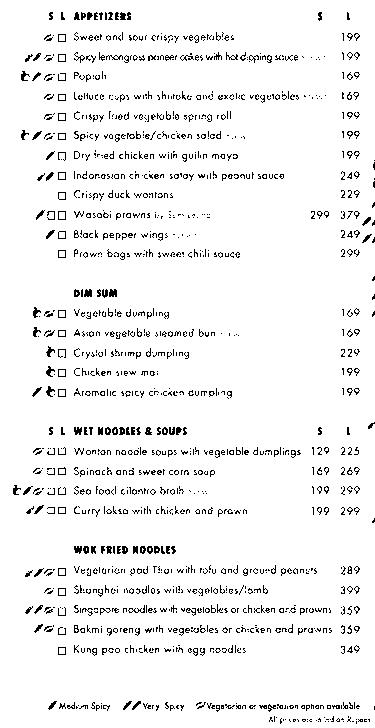 S L APPETIZERS S L
Sweet and sour crispy vegetables 199
Spicy lemongrass paneer cakes with hot dipping sauce 199
Popiah 169
Lettuce cups with shiitake and exotic vegetables 169
Crispy fried vegetable spring roll 199
Spicy vegetable/chicken salad 199
Dry fried chicken with guilin mayo 199
Indonesian chicken satay with peanut sauce 249
Crispy duck wontons 229
Wasabi prawns 299 379
Black pepper wings 249
Prawn bags with sweet chilli sauce 299
DIM SUM
Vegetable dumpling 169
Asian vegetable steamed bun 169
Crystal shrimp dumpling 229
Chicken siew mai 199
Aromatic spicy chicken dumpling 199
S L WET NOODLES & SOUPS S L
Wonton noodle soups with vegetable dumplings 129 225
Spinach and sweet corn soup 169 269
Sea food cilantro broth 199 299
Curry laksa with chicken and prawn 199 299
WOK FRIED NOODLES
Vegetarian pad Thai with tofu and ground peanuts 289
Shanghai noodles with vegetables/lamb 399
Singapore noodles with vegetables or chicken and prawns 359
Bakmi goreng with vegetables or chicken and prawns 359
Kung pao chicken with egg noodles 349
Medium Spicy Very Spicy Vegetarian or vegetarian option available
All prices are in Indian Rupees